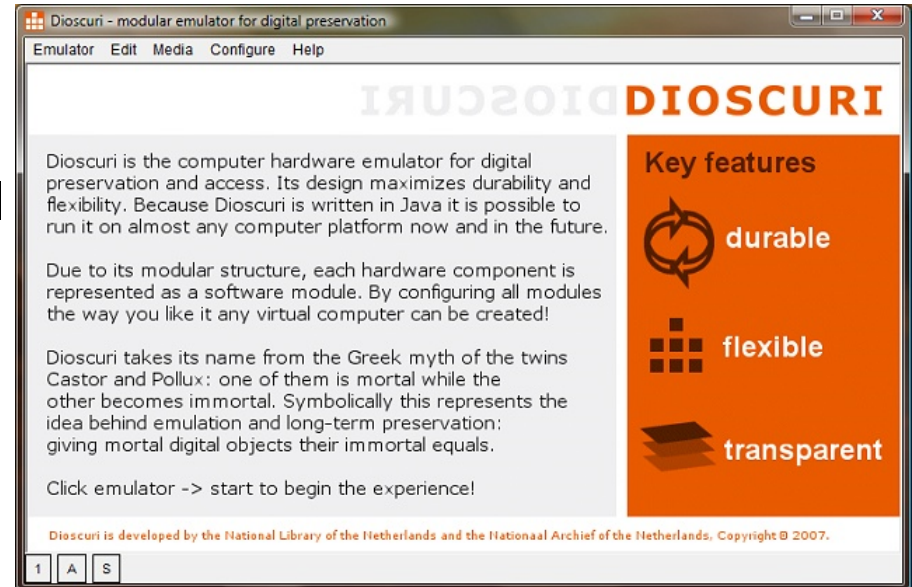 Dioscuri - modular emulator for digital preservation
Emulator Edit Media Configure Help
DIOSCURI DIOSCURI
Dioscuri is the computer hardware emulator for digital
preservation and access. Its design maximizes durability and
flexibility. Because Dioscuri is written in Java it is possible to
run it on almost any computer platform now and in the future.
Due to its modular structure, each hardware component is
represented as a software module. By configuring all modules
the way you like it any virtual computer can be created!
Dioscuri takes its name from the Greek myth of the twins
Castor and Pollux: one of them is mortal while the
other becomes immortal. Symbolically this represents the
idea behind emulation and long-term preservation:
giving mortal digital objects their immortal equals.
Click emulator -> start to begin the experience!
Key features
durable
flexible
transparent
Dioscuri is developed by the National Library of the Netherlands and the Nationaal Archief of the Netherlands, Copyright © 2007.
1 A S